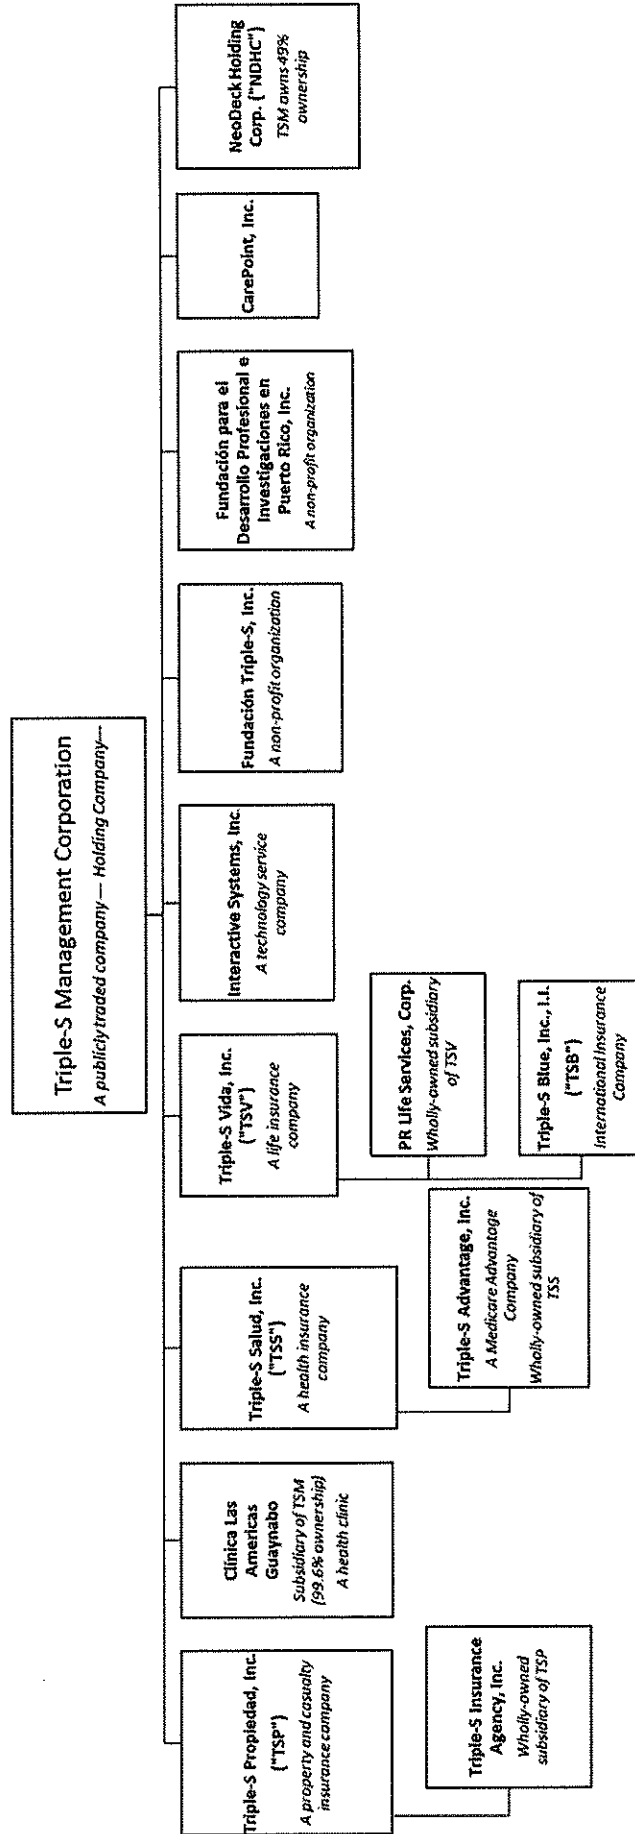 Triple-S Management Corporation
A publicly traded company — Holding Company—
Triple-S Propiedad, Inc.
("TSP")
A property and casualty
insurance company
Triple-S Insurance
Agency, Inc.
Wholly-owned
subsidiary of TSP
Clínica Las
Americas
Guaynabo
Subsidiary of TSM
(99.6% ownership)
A health clinic
Triple-S Salud, Inc.
("TSS")
A health insurance
company
Triple-S Advantage, Inc.
A Medicare Advantage
Company
Wholly-owned subsidiary of
TSS
Triple-S Vida, Inc.
("TSV")
A life insurance
company
PR Life Services, Corp.
Wholly-owned subsidiary
of TSV
Triple-S Blue, Inc., I.I.
("TSB")
International Insurance
Company
Interactive Systems, Inc.
A technology service
company
Fundación Triple-S, Inc.
A non-profit organization
Fundación para el
Desarrollo Profesional e
Investigaciones en
Puerto Rico, Inc.
A non-profit organization
CarePoint, Inc.
NeoDeck Holding
Corp. ("NDHC")
TSM owns 49%
ownership